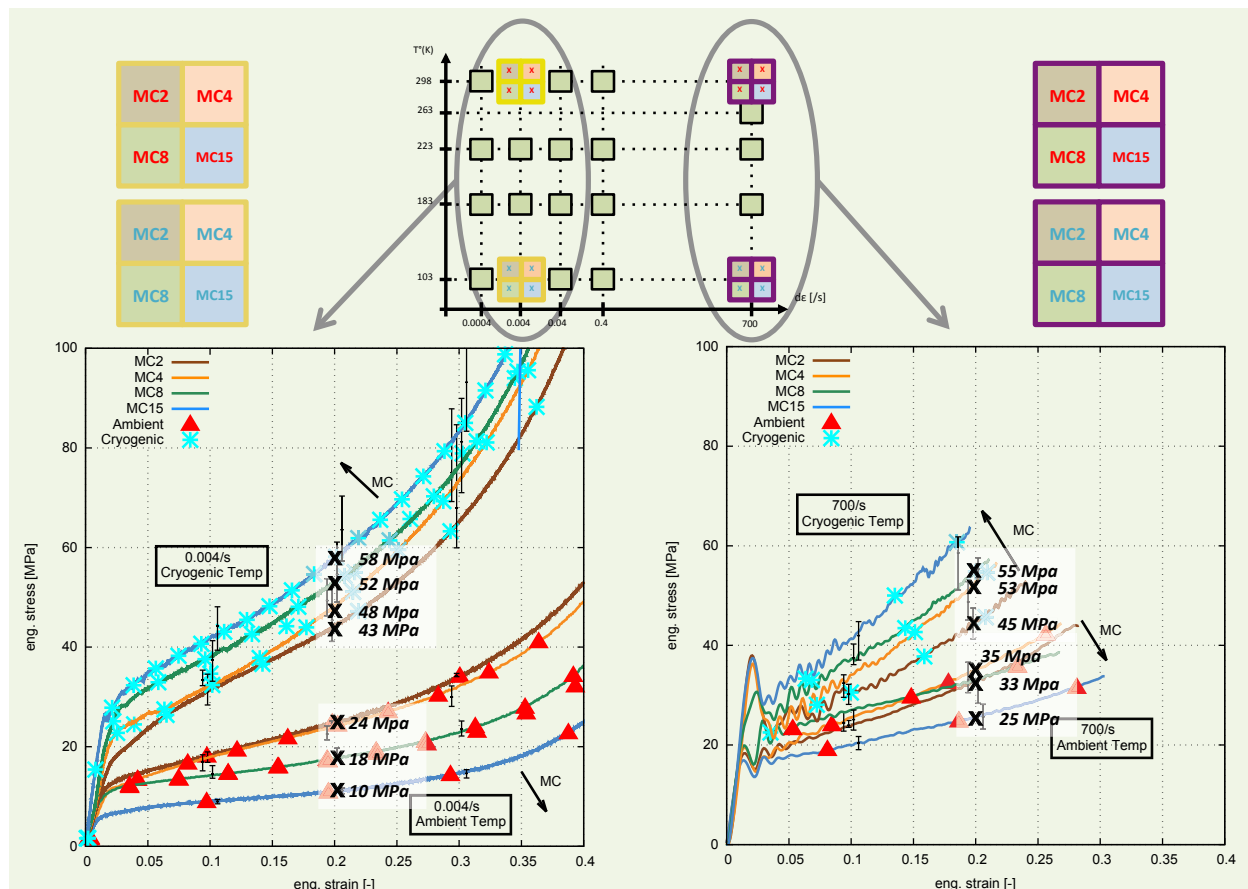 T°(K)
298
263
223
183
103
0.0004
0.004
0.04
0.4
700
dε [/s]
x x
x x
x x
x x
x x
x x
x x
x x
MC2 MC4
MC8 MC15
MC2 MC4
MC8 MC15
MC2 MC4
MC8 MC15
MC2 MC4
MC8 MC15
eng. stress [MPa]
100
80
60
40
20
0
MC2
MC4
MC8
MC15
Ambient
Cryogenic
MC
0.004/s
Cryogenic Temp
X 58 Mpa
X 52 Mpa
X 48 Mpa
X 43 MPa
X 24 Mpa
X 18 MPa
X 10 MPa
MC
0.004/s
Ambient Temp
0 0.05 0.1 0.15 0.2 0.25 0.3 0.35 0.4
eng. strain [-]
eng. stress [MPa]
100
80
60
40
20
0
MC2
MC4
MC8
MC15
Ambient
Cryogenic
700/s
Cryogenic Temp
MC
X 55 Mpa
X 53 Mpa
X 45 MPa
35 Mpa
X
X 33 MPa
X 25 MPa
MC
700/s
Ambient Temp
0 0.05 0.1 0.15 0.2 0.25 0.3 0.35 0.4
eng. strain [-]